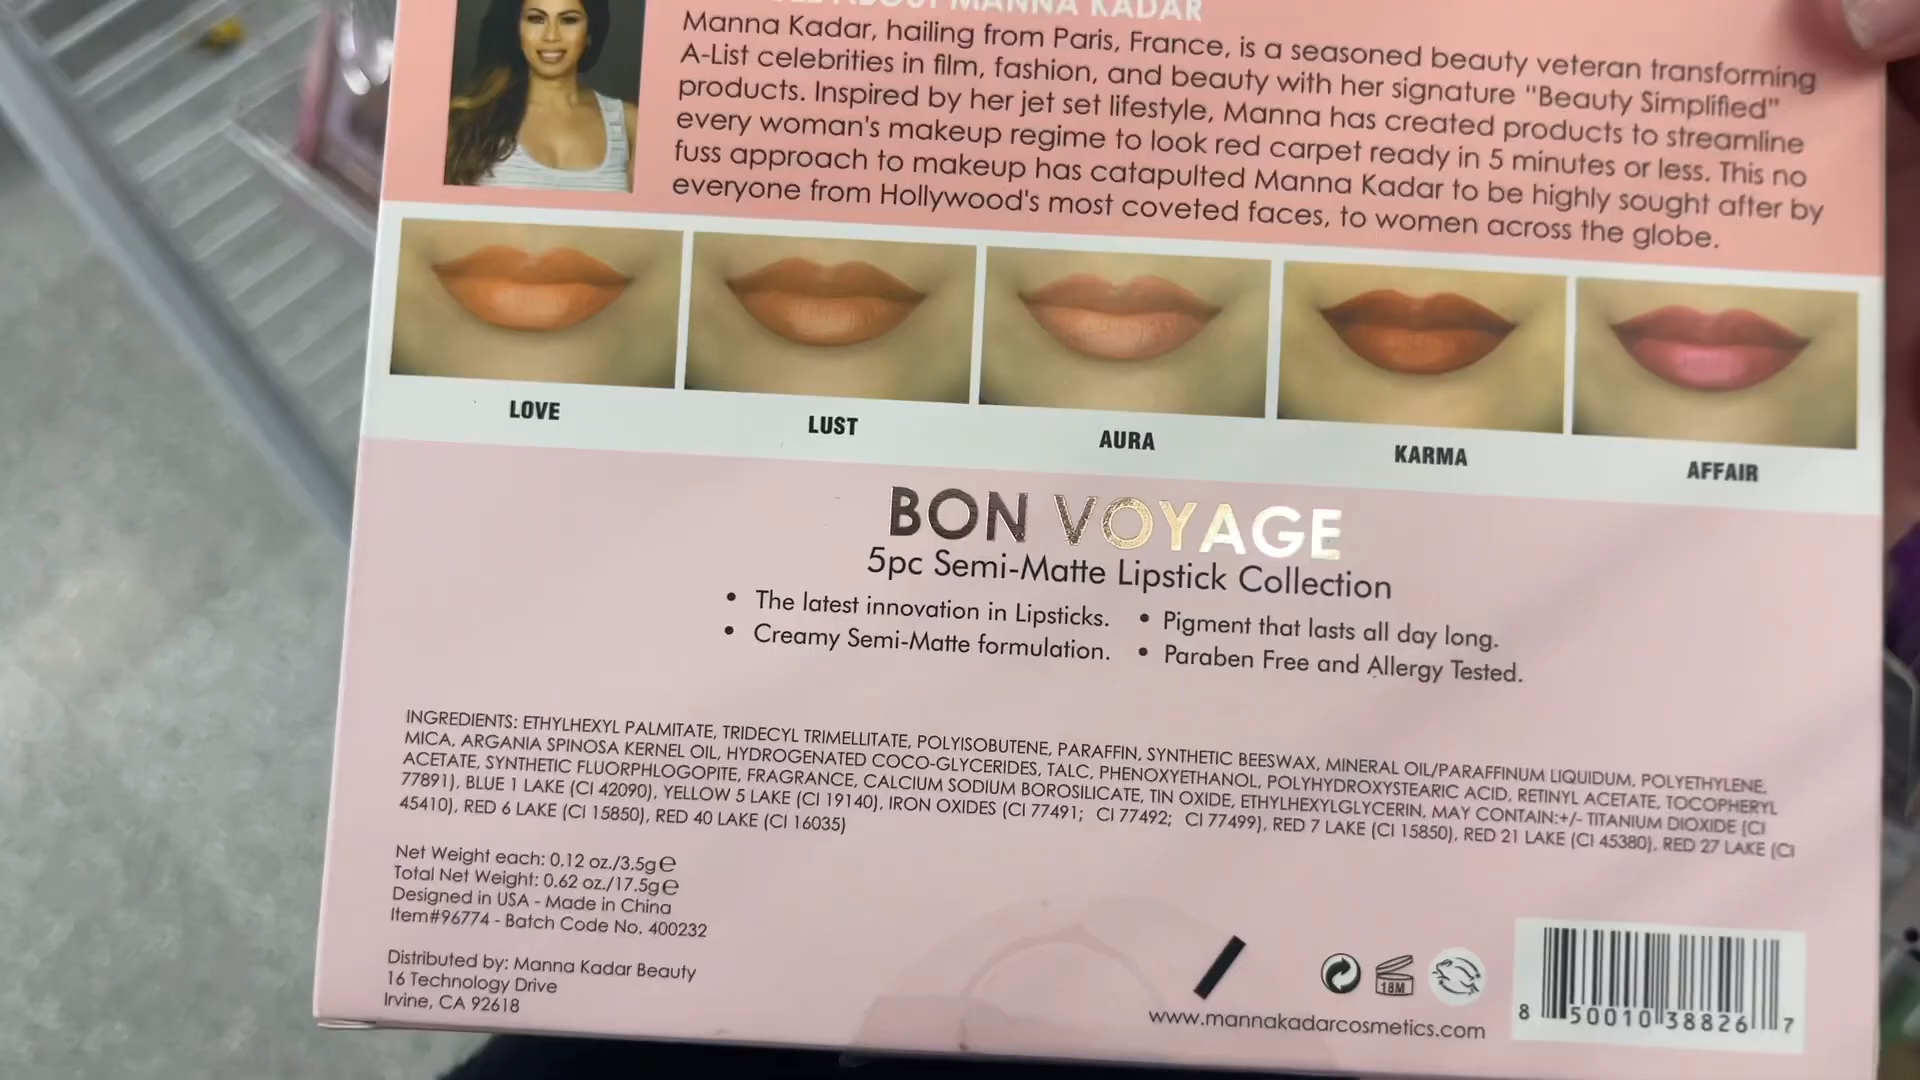 ABOUT MANNA KADAR
Manna Kadar, hailing from Paris, France, is a seasoned beauty veteran transforming
A-List celebrities in film, fashion, and beauty with her signature "Beauty Simplified"
products. Inspired by her jet set lifestyle, Manna has created products to streamline
every woman's makeup regime to look red carpet ready in 5 minutes or less. This no
fuss approach to makeup has catapulted Manna Kadar to be highly sought after by
everyone from Hollywood's most coveted faces, to women across the globe.
LOVE
LUST
AURA
KARMA
AFFAIR
BON VOYAGE
5pc Semi-Matte Lipstick Collection
• The latest innovation in Lipsticks. • Pigment that lasts all day long.
• Creamy Semi-Matte formulation. • Paraben Free and Allergy Tested.
INGREDIENTS: ETHYLHEXYL PALMITATE, TRIDECYL TRIMELLITATE, POLYISOBUTENE, PARAFFIN, SYNTHETIC BEESWAX, MINERAL OIL/PARAFFINUM LIQUIDUM, POLYETHYLENE,
MICA, ARGANIA SPINOSA KERNEL OIL, HYDROGENATED COCO-GLYCERIDES, TALC, PHENOXYETHANOL, POLYHYDROXYSTEARIC ACID, RETINYL ACETATE, TOCOPHERYL
ACETATE, SYNTHETIC FLUORPHLOGOPITE, FRAGRANCE, CALCIUM SODIUM BOROSILICATE, TIN OXIDE, ETHYLHEXYLGLYCERIN, MAY CONTAIN:+/- TITANIUM DIOXIDE (CI
77891), BLUE 1 LAKE (CI 42090), YELLOW 5 LAKE (CI 19140), IRON OXIDES (CI 77491; CI 77492; CI 77499), RED 7 LAKE (CI 15850), RED 21 LAKE (CI 45380), RED 27 LAKE (CI
45410), RED 6 LAKE (CI 15850), RED 40 LAKE (CI 16035)
Net Weight each: 0.12 oz./3.5g℮
Total Net Weight: 0.62 oz./17.5g℮
Designed in USA - Made in China
Item#96774 - Batch Code No. 400232
Distributed by: Manna Kadar Beauty
16 Technology Drive
Irvine, CA 92618
18M
www.mannakadarcosmetics.com
8 50010 38826 7